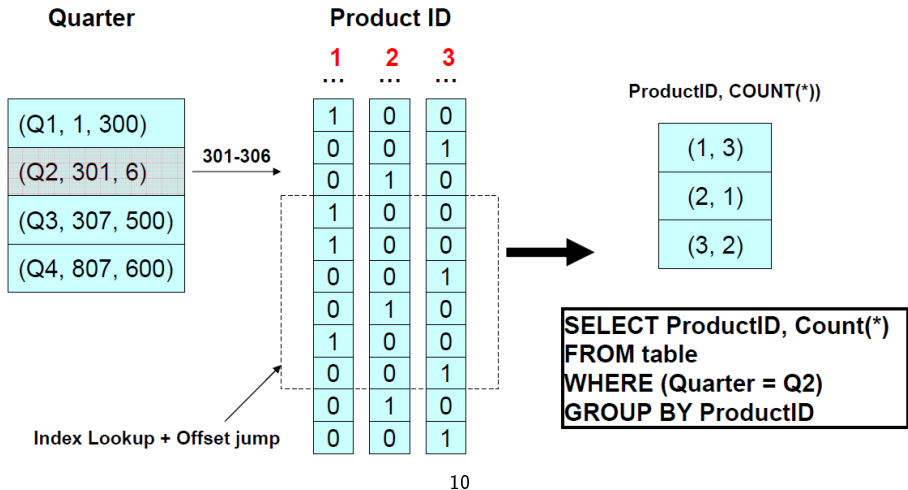 Quarter
Product ID
1 2 3
... ... ...
ProductID, COUNT(*))
(Q1, 1, 300)
(Q2, 301, 6)
(Q3, 307, 500)
(Q4, 807, 600)
301-306
1 0 0
0 0 1
0 1 0
1 0 0
1 0 0
0 0 1
0 1 0
1 0 0
0 0 1
0 1 0
0 0 1
(1, 3)
(2, 1)
(3, 2)
SELECT ProductID, Count(*)
FROM table
WHERE (Quarter = Q2)
GROUP BY ProductID
Index Lookup + Offset jump
10